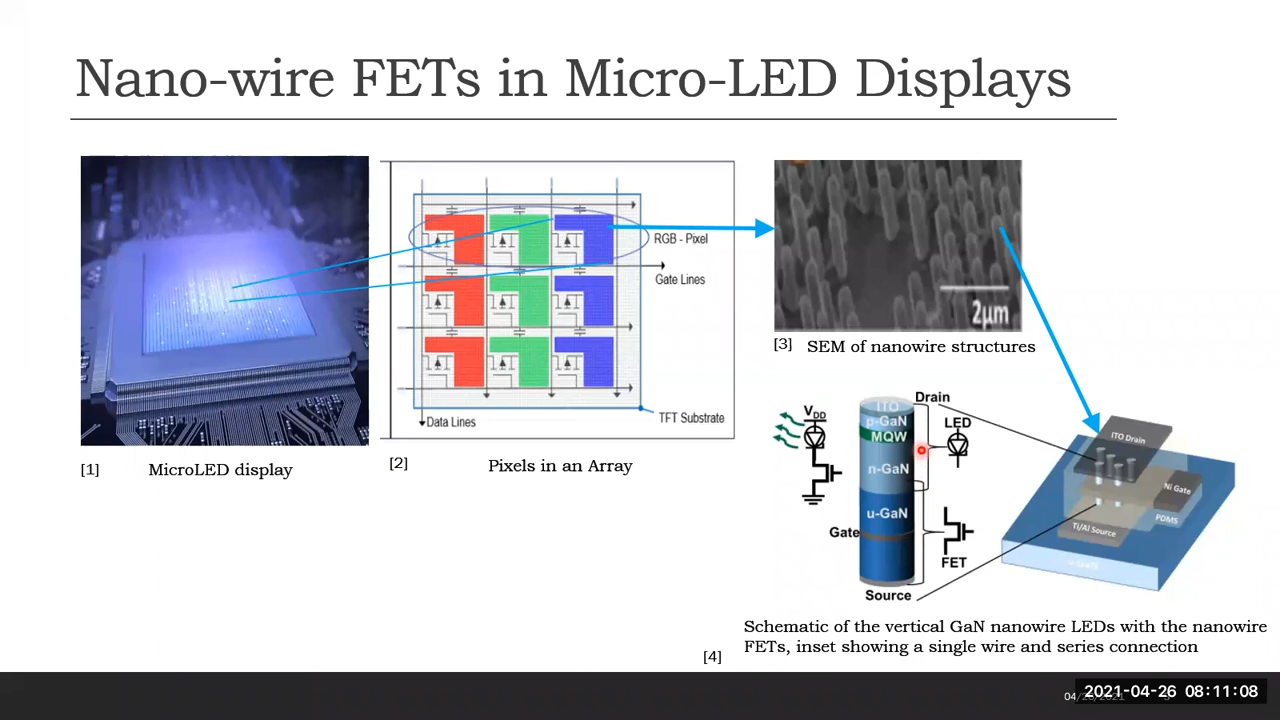 Nano-wire FETs in Micro-LED Displays
RGB - Pixel
Gate Lines
TFT Substrate
Data Lines
2μm
[3] SEM of nanowire structures
[1] MicroLED display
[2] Pixels in an Array
VDD
ITO
p-GaN
MQW
n-GaN
u-GaN
Gate
Source
Drain
LED
FET
ITO Drain
Ni Gate
PDMS
Ti/Al Source
u-GaN
Schematic of the vertical GaN nanowire LEDs with the nanowire
FETs, inset showing a single wire and series connection
[4]
2021-04-26 08:11:08